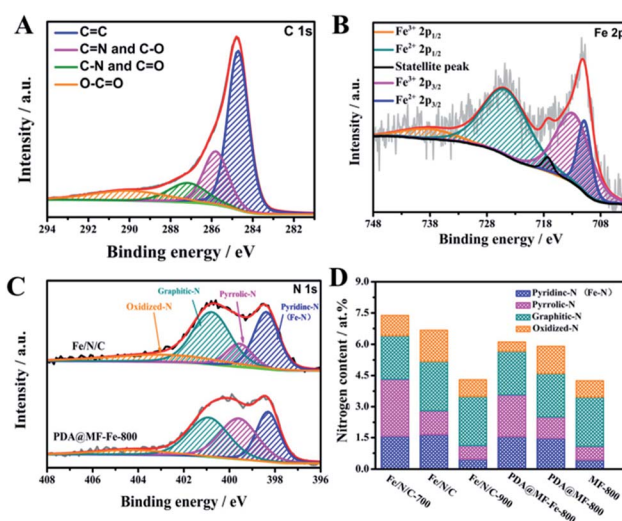 A
C 1s
C=C
C=N and C-O
C-N and C=O
O-C=O
Intensity / a.u.
294 292 290 288 286 284 282
Binding energy / eV
B
Fe 2p
Fe³⁺ 2p₁/₂
Fe²⁺ 2p₁/₂
Statellite peak
Fe³⁺ 2p₃/₂
Fe²⁺ 2p₃/₂
Intensity / a.u.
748 738 728 718 708
Binding energy / eV
C
N 1s
Graphitic-N
Pyrrolic-N
Oxidized-N
Pyridinc-N
(Fe-N)
Fe/N/C
PDA@MF-Fe-800
Intensity / a.u.
408 406 404 402 400 398 396
Binding energy / eV
D
Pyridinc-N (Fe-N)
Pyrrolic-N
Graphitic-N
Oxidized-N
Nitrogen content / at.%
9.0
7.5
6.0
4.5
3.0
1.5
0.0
Fe/N/C-700
Fe/N/C
Fe/N/C-900
PDA@MF-Fe-800
PDA@MF-800
MF-800